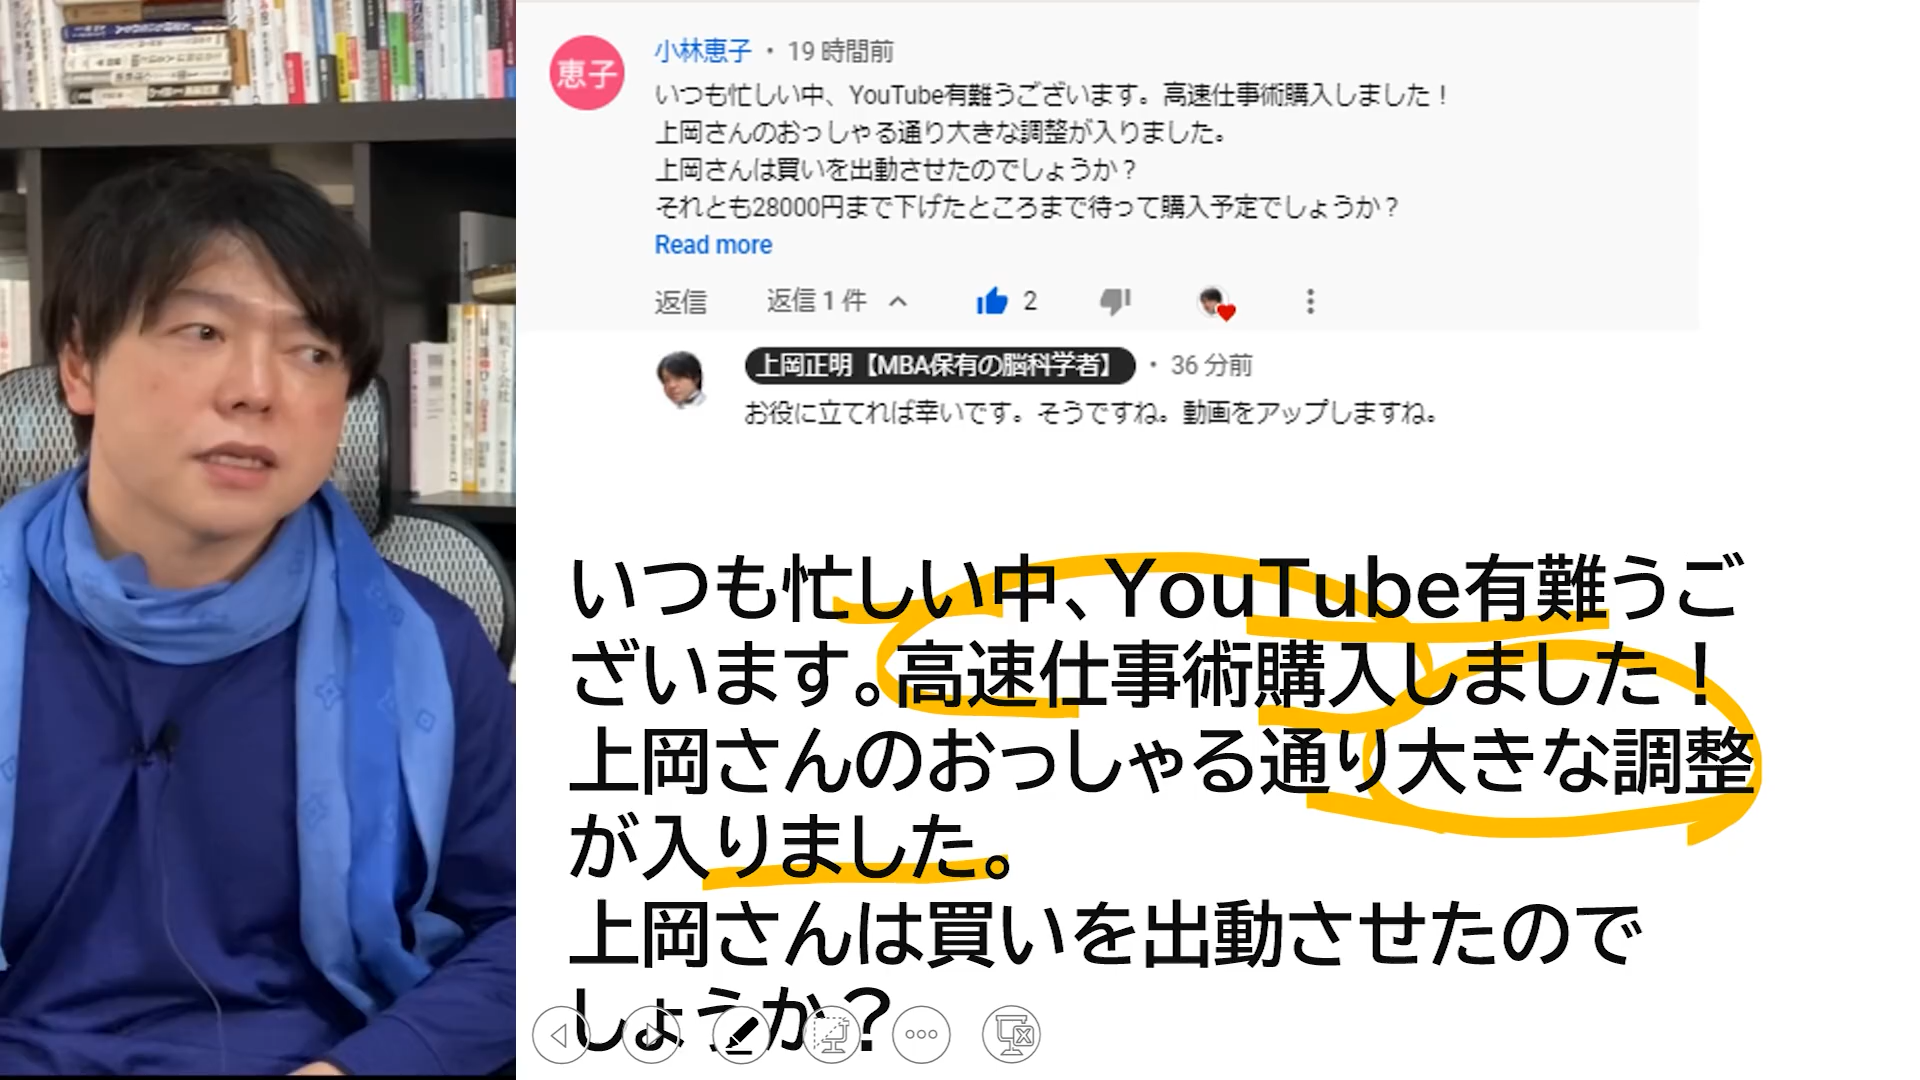 恵子
小林恵子 • 19 時間前
いつも忙しい中、YouTube有難うございます。高速仕事術購入しました！
上岡さんのおっしゃる通り大きな調整が入りました。
上岡さんは買いを出動させたのでしょうか？
それとも28000円まで下げたところまで待って購入予定でしょうか？
Read more
返信 返信 1 件 2
上岡正明【MBA保有の脳科学者】 • 36 分前
お役に立てれば幸いです。そうですね。動画をアップしますね。
いつも忙しい中、YouTube有難うご
ざいます。高速仕事術購入しました！
上岡さんのおっしゃる通り大きな調整
が入りました。
上岡さんは買いを出動させたので
しょうか？